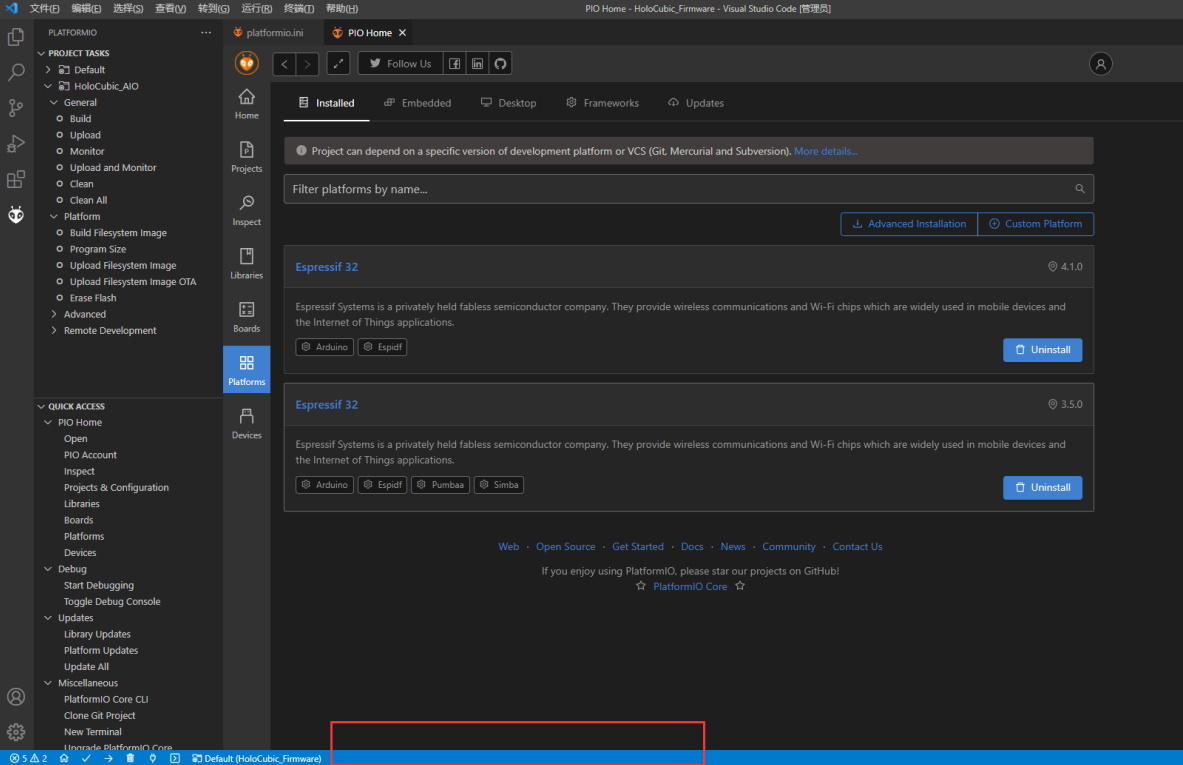 文件(F) 编辑(E) 选择(S) 查看(V) 转到(G) 运行(R) 终端(T) 帮助(H)
PIO Home - HoloCubic_Firmware - Visual Studio Code [管理员]
PLATFORMIO ···
platformio.ini
PIO Home
PROJECT TASKS
Default
HoloCubic_AIO
General
Build
Upload
Monitor
Upload and Monitor
Clean
Clean All
Platform
Build Filesystem Image
Program Size
Upload Filesystem Image
Upload Filesystem Image OTA
Erase Flash
Advanced
Remote Development
QUICK ACCESS
PIO Home
Open
PIO Account
Inspect
Projects & Configuration
Libraries
Boards
Platforms
Devices
Debug
Start Debugging
Toggle Debug Console
Updates
Library Updates
Platform Updates
Update All
Miscellaneous
PlatformIO Core CLI
Clone Git Project
New Terminal
Upgrade PlatformIO Core
Follow Us
Home
Projects
Inspect
Libraries
Boards
Platforms
Devices
Installed
Embedded
Desktop
Frameworks
Updates
Project can depend on a specific version of development platform or VCS (Git, Mercurial and Subversion). More details...
Filter platforms by name...
Advanced Installation
Custom Platform
Espressif 32
4.1.0
Espressif Systems is a privately held fabless semiconductor company. They provide wireless communications and Wi-Fi chips which are widely used in mobile devices and
the Internet of Things applications.
Arduino
Espidf
Uninstall
Espressif 32
3.5.0
Espressif Systems is a privately held fabless semiconductor company. They provide wireless communications and Wi-Fi chips which are widely used in mobile devices and
the Internet of Things applications.
Arduino
Espidf
Pumbaa
Simba
Uninstall
Web · Open Source · Get Started · Docs · News · Community · Contact Us
If you enjoy using PlatformIO, please star our projects on GitHub!
PlatformIO Core
5 2 Default (HoloCubic_Firmware)